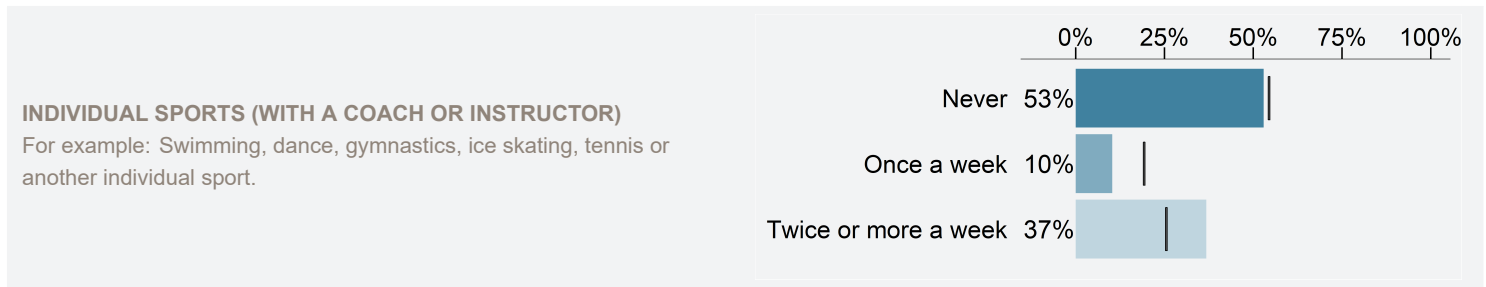 INDIVIDUAL SPORTS (WITH A COACH OR INSTRUCTOR)
For example: Swimming, dance, gymnastics, ice skating, tennis or
another individual sport.
0% 25% 50% 75% 100%
Never 53%
Once a week 10%
Twice or more a week 37%